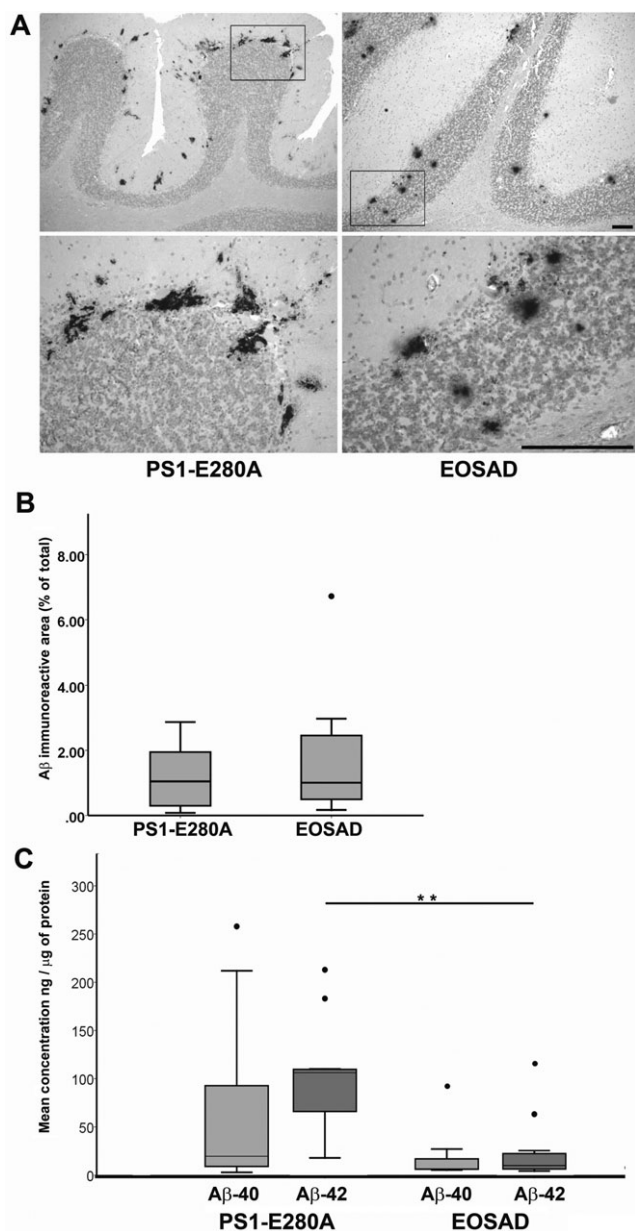 A
PS1-E280A EOSAD
B
Aβ immunoreactive area (% of total)
8.00
6.00
4.00
2.00
.00
PS1-E280A EOSAD
C
Mean concentration ng / μg of protein
300
250
200
150
100
50
0
**
Aβ-40 Aβ-42 Aβ-40 Aβ-42
PS1-E280A EOSAD